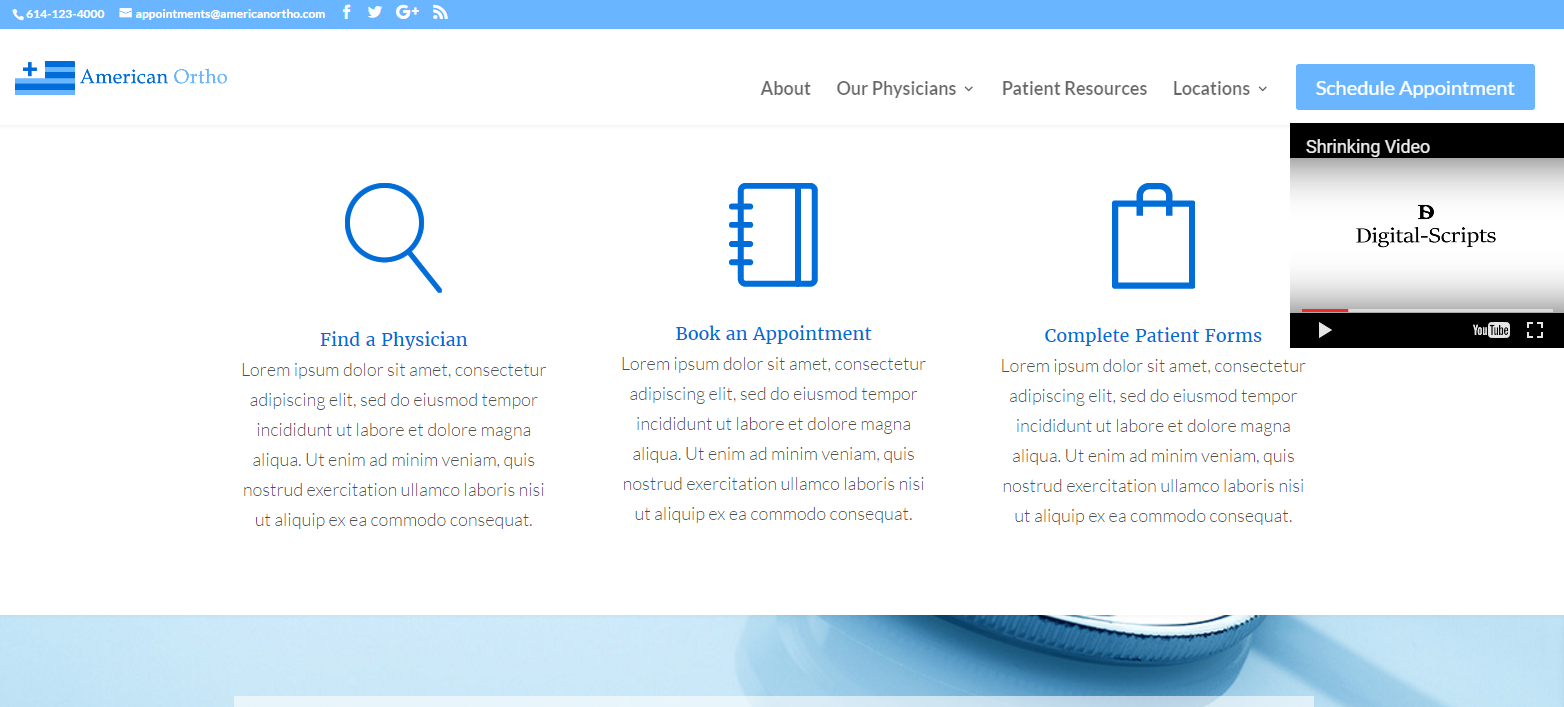 614-123-4000 appointments@americanortho.com
American Ortho
About Our Physicians Patient Resources Locations Schedule Appointment
Shrinking Video
Digital-Scripts
YouTube
Find a Physician
Lorem ipsum dolor sit amet, consectetur
adipiscing elit, sed do eiusmod tempor
incididunt ut labore et dolore magna
aliqua. Ut enim ad minim veniam, quis
nostrud exercitation ullamco laboris nisi
ut aliquip ex ea commodo consequat.
Book an Appointment
Lorem ipsum dolor sit amet, consectetur
adipiscing elit, sed do eiusmod tempor
incididunt ut labore et dolore magna
aliqua. Ut enim ad minim veniam, quis
nostrud exercitation ullamco laboris nisi
ut aliquip ex ea commodo consequat.
Complete Patient Forms
Lorem ipsum dolor sit amet, consectetur
adipiscing elit, sed do eiusmod tempor
incididunt ut labore et dolore magna
aliqua. Ut enim ad minim veniam, quis
nostrud exercitation ullamco laboris nisi
ut aliquip ex ea commodo consequat.